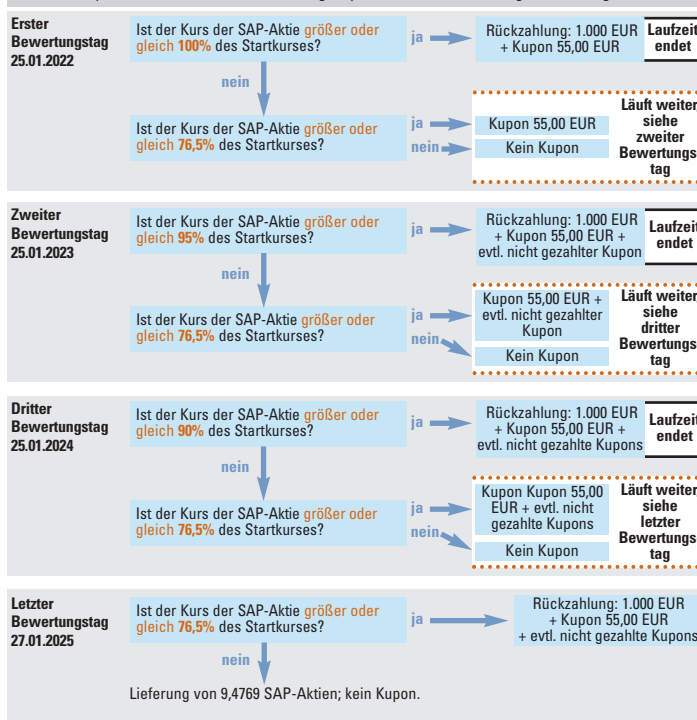 Erster
Bewertungstag
25.01.2022
Ist der Kurs der SAP-Aktie größer oder
gleich 100% des Startkurses?
ja
Rückzahlung: 1.000 EUR
+ Kupon 55,00 EUR
Laufzeit
endet
nein
Ist der Kurs der SAP-Aktie größer oder
gleich 76,5% des Startkurses?
ja
Kupon 55,00 EUR
nein
Kein Kupon
Läuft weiter,
siehe
zweiter
Bewertungs-
tag
Zweiter
Bewertungstag
25.01.2023
Ist der Kurs der SAP-Aktie größer oder
gleich 95% des Startkurses?
ja
Rückzahlung: 1.000 EUR
+ Kupon 55,00 EUR +
evtl. nicht gezahlter Kupon
Laufzeit
endet
nein
Ist der Kurs der SAP-Aktie größer oder
gleich 76,5% des Startkurses?
ja
Kupon 55,00 EUR +
evtl. nicht gezahlter
Kupon
nein
Kein Kupon
Läuft weiter,
siehe
dritter
Bewertungs-
tag
Dritter
Bewertungstag
25.01.2024
Ist der Kurs der SAP-Aktie größer oder
gleich 90% des Startkurses?
ja
Rückzahlung: 1.000 EUR
+ Kupon 55,00 EUR +
evtl. nicht gezahlte Kupons
Laufzeit
endet
nein
Ist der Kurs der SAP-Aktie größer oder
gleich 76,5% des Startkurses?
ja
Kupon Kupon 55,00
EUR + evtl. nicht
gezahlte Kupons
nein
Kein Kupon
Läuft weiter,
siehe
letzter
Bewertungs-
tag
Letzter
Bewertungstag
27.01.2025
Ist der Kurs der SAP-Aktie größer oder
gleich 76,5% des Startkurses?
ja
Rückzahlung: 1.000 EUR
+ Kupon 55,00 EUR
+ evtl. nicht gezahlte Kupons
nein
Lieferung von 9,4769 SAP-Aktien; kein Kupon.